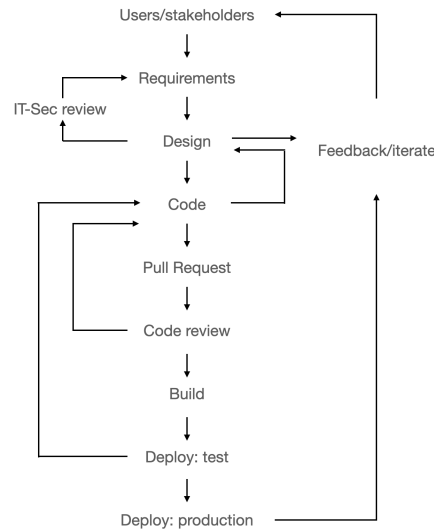 Users/stakeholders
Requirements
IT-Sec review
Design
Feedback/iterate
Code
Pull Request
Code review
Build
Deploy: test
Deploy: production